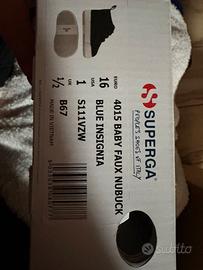 SUPERGA
PEOPLE'S SHOES OF ITALY
4015 BABY FAUX NUBUCK
BLUE INSIGNIA
EURO
16
USA
1
UK
½
S111VZW
B67
MADE IN VIETNAM
subito